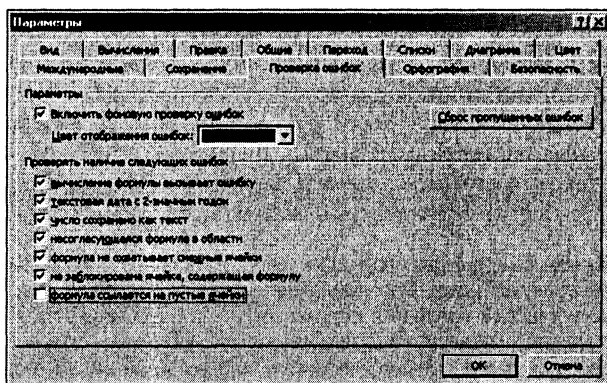 Параметры
Вид Вычисления Правка Общие Переход Списки Диаграмма Цвет
Международные Сохранение Проверка ошибок Орфография Безопасность
Параметры
Включить фоновую проверку ошибок
Сброс пропущенных ошибок
Цвет отображения ошибок:
Проверять наличие следующих ошибок
вычисление формулы вызывает ошибку
текстовая дата с 2-значным годом
число сохранено как текст
несогласующаяся формула в области
формула не охватывает смежные ячейки
не заблокирована ячейка, содержащая формулу
формула ссылается на пустые ячейки
ОК Отмена